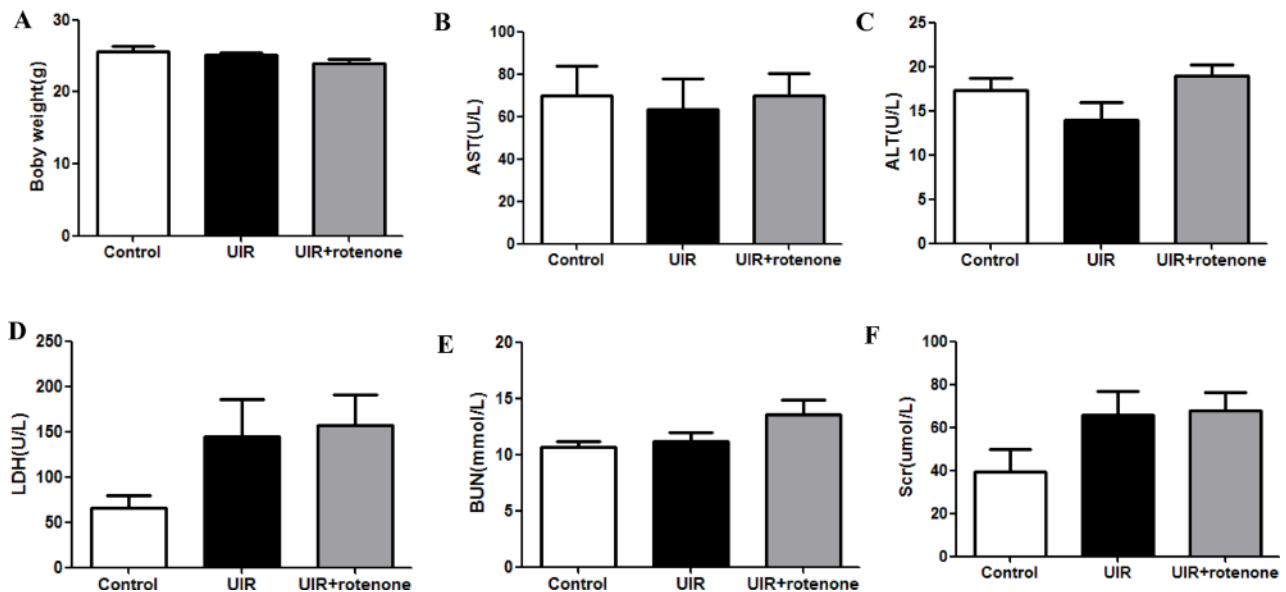 A
Boby weight(g)
30
20
10
0
Control UIR UIR+rotenone
B
AST(U/L)
100
80
60
40
20
0
Control UIR UIR+rotenone
C
ALT(U/L)
25
20
15
10
5
0
Control UIR UIR+rotenone
D
LDH(U/L)
250
200
150
100
50
0
Control UIR UIR+rotenone
E
BUN(mmol/L)
20
15
10
5
0
Control UIR UIR+rotenone
F
Scr(umol/L)
100
80
60
40
20
0
Control UIR UIR+rotenone